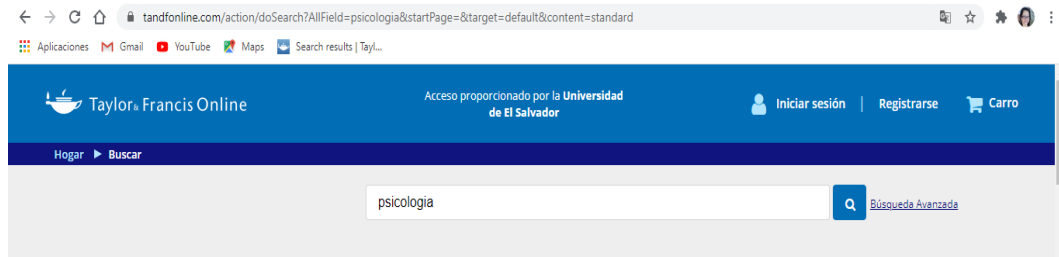 tandfonline.com/action/doSearch?AllField=psicologia&startPage=&target=default&content=standard
Aplicaciones Gmail YouTube Maps Search results | Tayl...
Taylor & Francis Online
Acceso proporcionado por la Universidad
de El Salvador
Iniciar sesión | Registrarse Carro
Hogar Buscar
psicologia
Búsqueda Avanzada